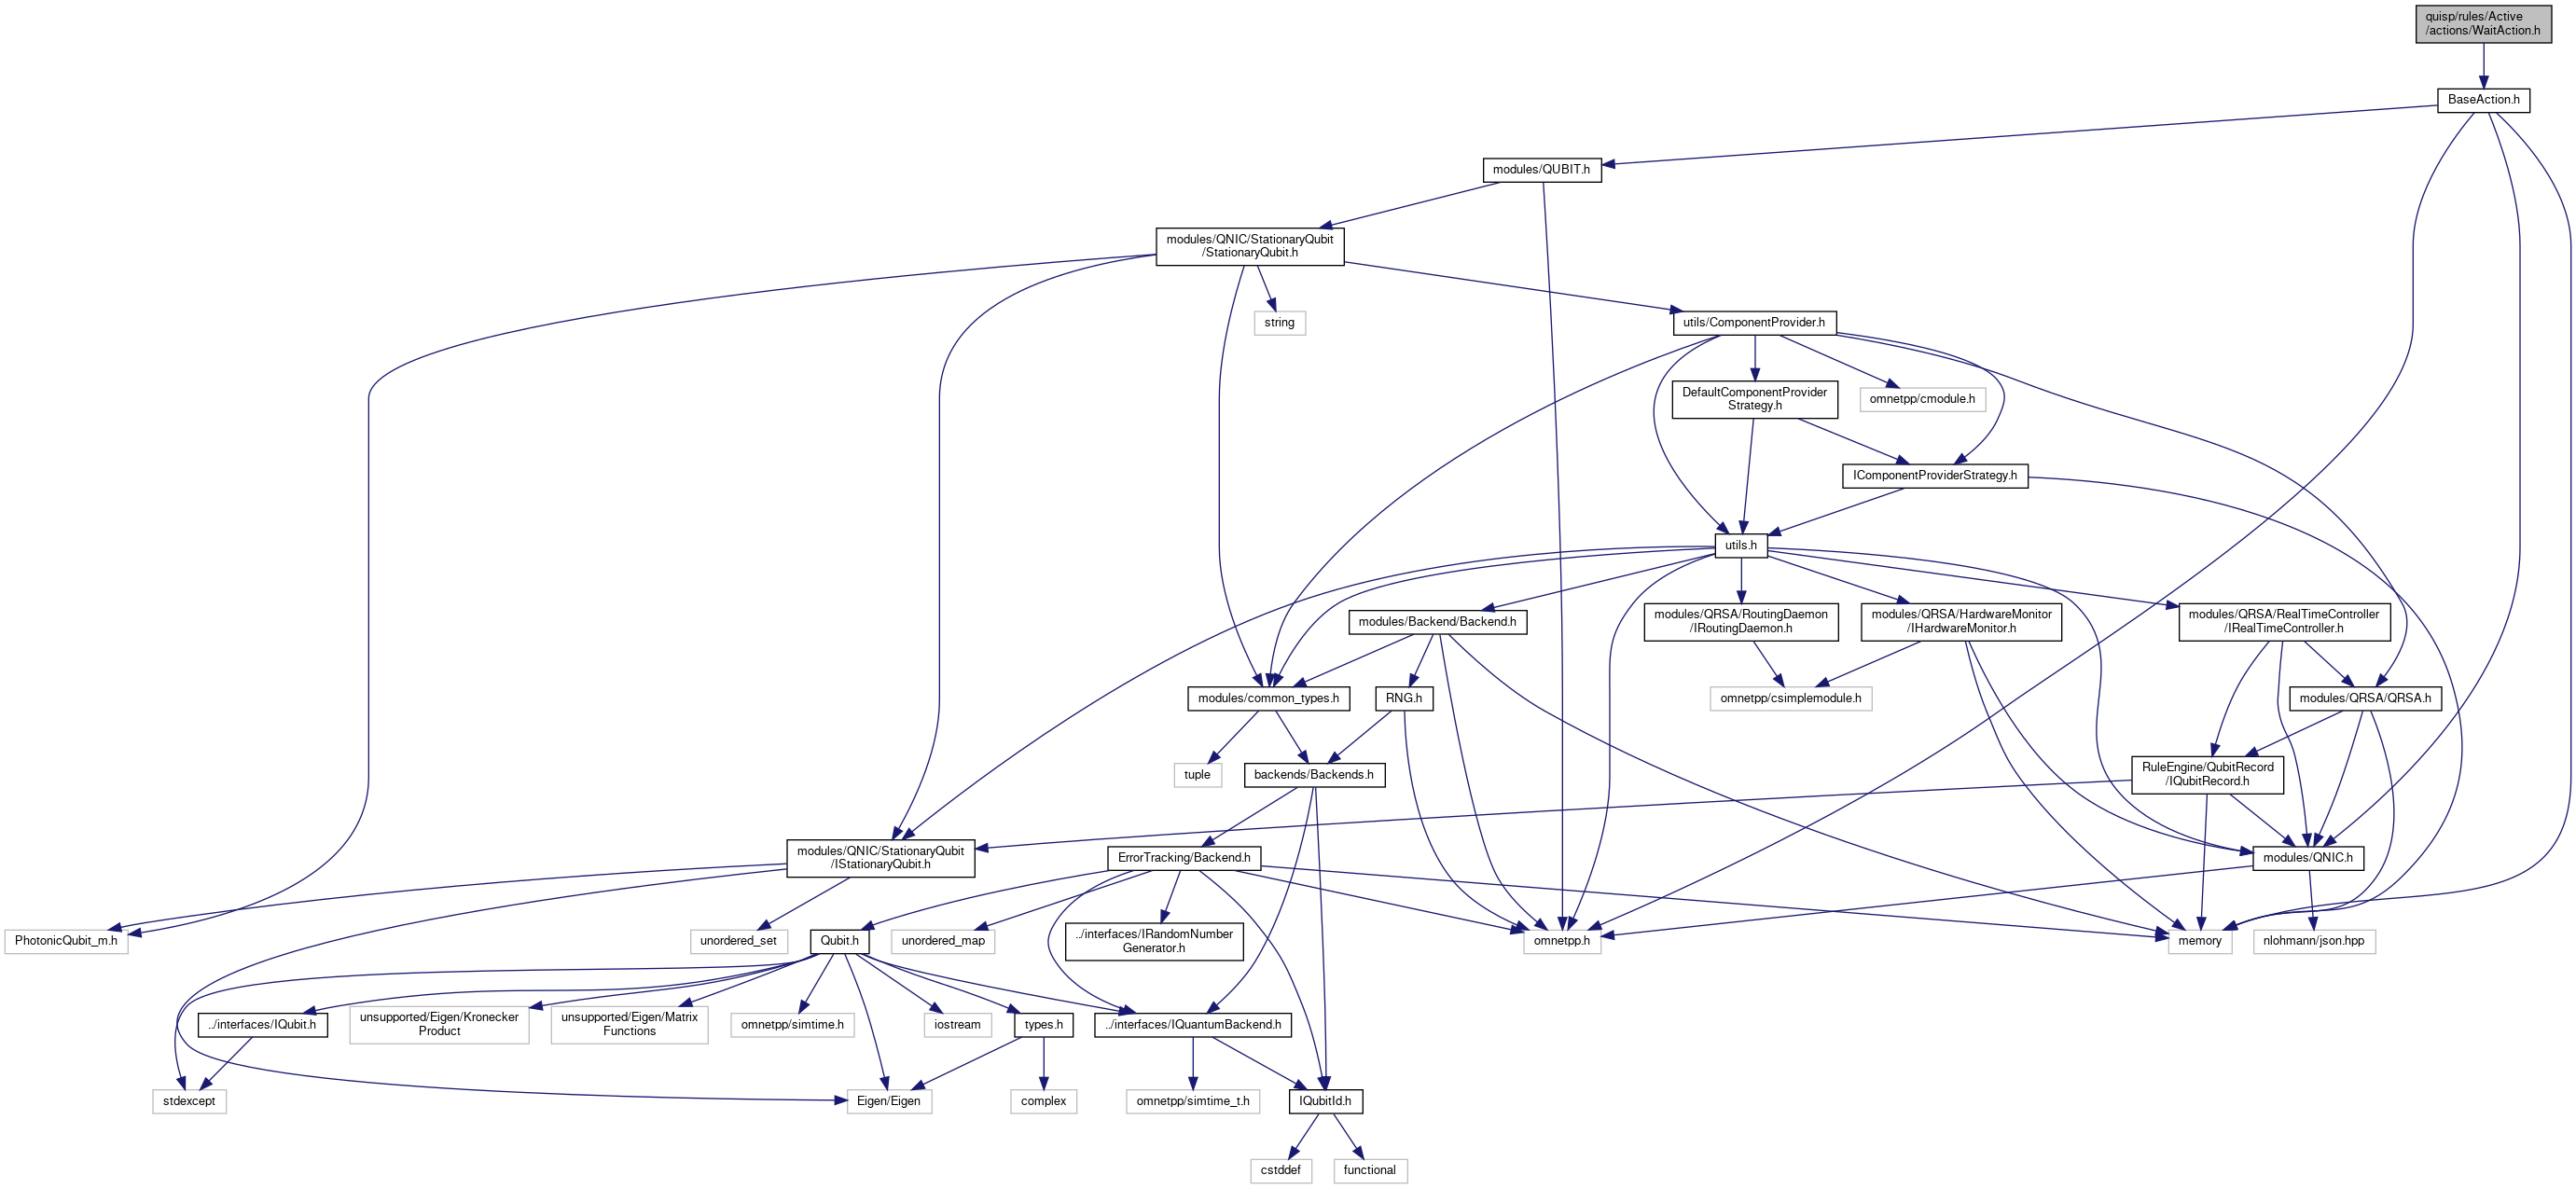 quisp/rules/Active
/actions/WaitAction.h
BaseAction.h
modules/QUBIT.h
modules/QNIC/StationaryQubit
/StationaryQubit.h
string
utils/ComponentProvider.h
DefaultComponentProvider
Strategy.h
omnetpp/cmodule.h
IComponentProviderStrategy.h
utils.h
modules/Backend/Backend.h
modules/QRSA/RoutingDaemon
/IRoutingDaemon.h
modules/QRSA/HardwareMonitor
/IHardwareMonitor.h
modules/QRSA/RealTimeController
/IRealTimeController.h
modules/common_types.h
RNG.h
omnetpp/csimplemodule.h
modules/QRSA/QRSA.h
tuple
backends/Backends.h
RuleEngine/QubitRecord
/IQubitRecord.h
modules/QNIC/StationaryQubit
/IStationaryQubit.h
ErrorTracking/Backend.h
modules/QNIC.h
PhotonicQubit_m.h
unordered_set
Qubit.h
unordered_map
../interfaces/IRandomNumber
Generator.h
omnetpp.h
memory
nlohmann/json.hpp
../interfaces/IQubit.h
unsupported/Eigen/Kronecker
Product
unsupported/Eigen/Matrix
Functions
omnetpp/simtime.h
iostream
types.h
../interfaces/IQuantumBackend.h
stdexcept
Eigen/Eigen
complex
omnetpp/simtime_t.h
IQubitId.h
cstddef
functional